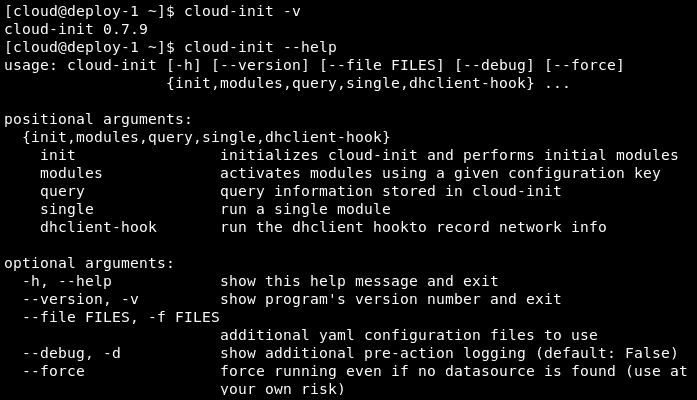 [cloud@deploy-1 ~]$ cloud-init -v
cloud-init 0.7.9
[cloud@deploy-1 ~]$ cloud-init --help
usage: cloud-init [-h] [--version] [--file FILES] [--debug] [--force]
                  {init,modules,query,single,dhclient-hook} ...

positional arguments:
  {init,modules,query,single,dhclient-hook}
    init                initializes cloud-init and performs initial modules
    modules             activates modules using a given configuration key
    query               query information stored in cloud-init
    single              run a single module
    dhclient-hook       run the dhclient hookto record network info

optional arguments:
  -h, --help            show this help message and exit
  --version, -v         show program's version number and exit
  --file FILES, -f FILES
                        additional yaml configuration files to use
  --debug, -d           show additional pre-action logging (default: False)
  --force               force running even if no datasource is found (use at
                        your own risk)